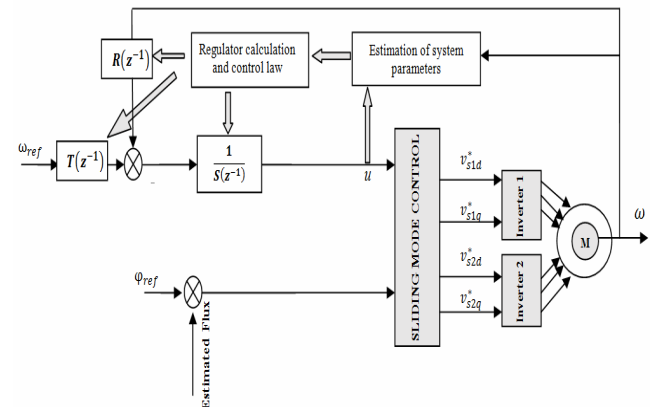 R(z⁻¹)
Regulator calculation
and control law
Estimation of system
parameters
ω_ref
T(z⁻¹)
1
S(z⁻¹)
u
SLIDING MODE CONTROL
v*_s1d
v*_s1q
v*_s2d
v*_s2q
Inverter 1
Inverter 2
M
ω
φ_ref
Estimated Flux